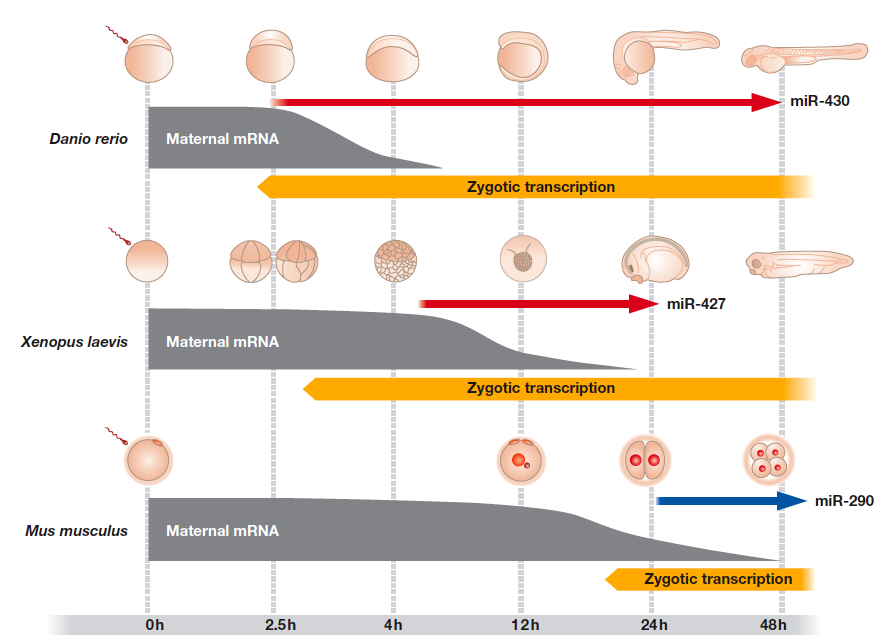 miR-430
Danio rerio
Maternal mRNA
Zygotic transcription
miR-427
Xenopus laevis
Maternal mRNA
Zygotic transcription
miR-290
Mus musculus
Maternal mRNA
Zygotic transcription
0h 2.5h 4h 12h 24h 48h